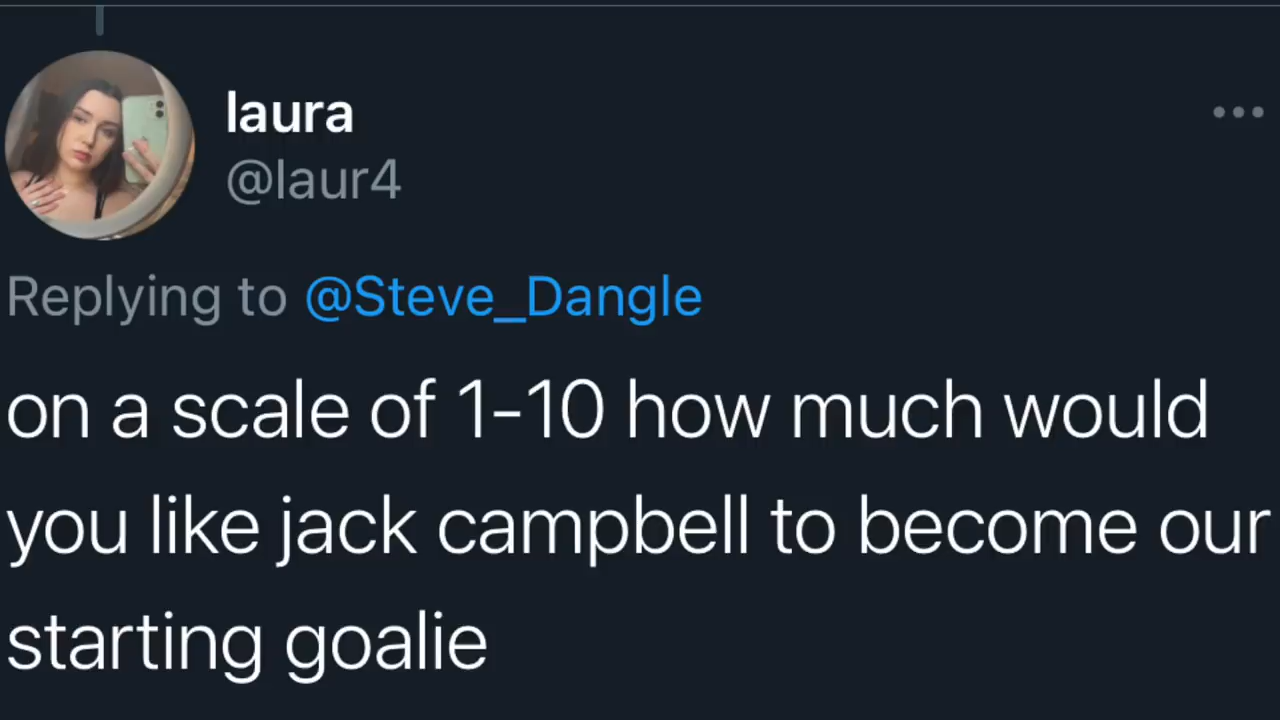 laura
@laur4
Replying to @Steve_Dangle
on a scale of 1-10 how much would
you like jack campbell to become our
starting goalie